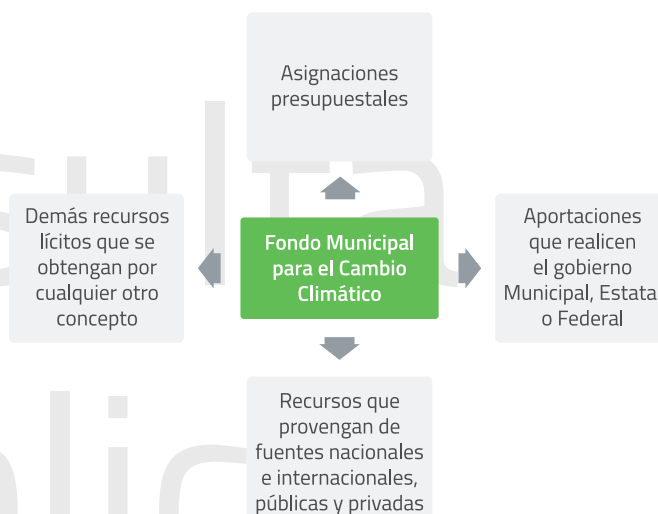 Asignaciones
presupuestales
Demás recursos
lícitos que se
obtengan por
cualquier otro
concepto
Fondo Municipal
para el Cambio
Climático
Aportaciones
que realicen
el gobierno
Municipal, Estata
o Federal
Recursos que
provengan de
fuentes nacionales
e internacionales,
públicas y privadas